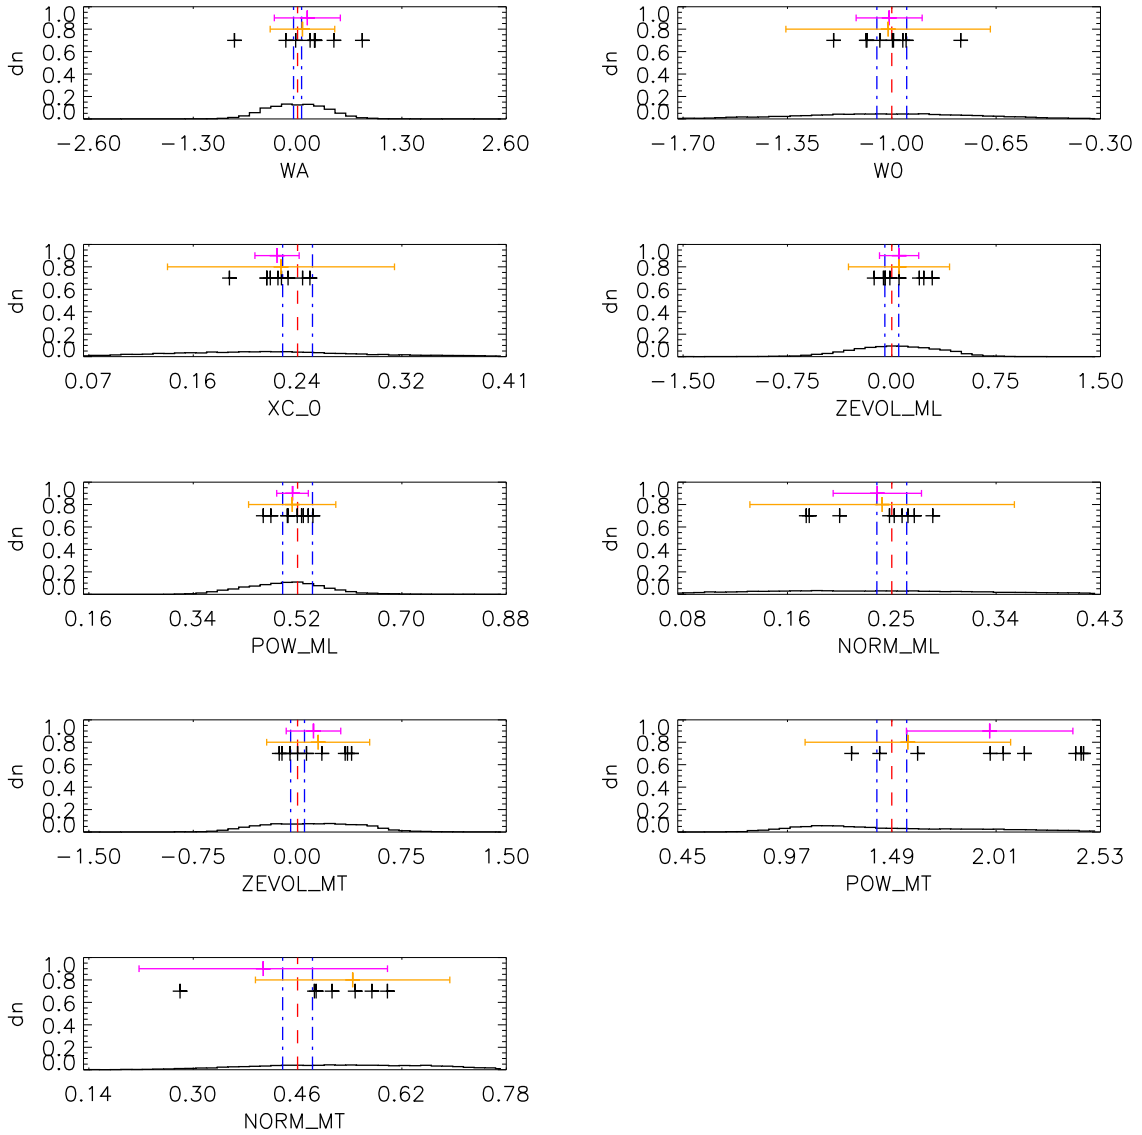 1.0 1.0
0.8 0.8
dn 0.6 dn 0.6
0.4 0.4
0.2 0.2
0.0 0.0
−2.60 −1.30 0.00 1.30 2.60 −1.70 −1.35 −1.00 −0.65 −0.30
WA W0
1.0 1.0
0.8 0.8
dn 0.6 dn 0.6
0.4 0.4
0.2 0.2
0.0 0.0
0.07 0.16 0.24 0.32 0.41 −1.50 −0.75 0.00 0.75 1.50
XC_0 ZEVOL_ML
1.0 1.0
0.8 0.8
dn 0.6 dn 0.6
0.4 0.4
0.2 0.2
0.0 0.0
0.16 0.34 0.52 0.70 0.88 0.08 0.16 0.25 0.34 0.43
POW_ML NORM_ML
1.0 1.0
0.8 0.8
dn 0.6 dn 0.6
0.4 0.4
0.2 0.2
0.0 0.0
−1.50 −0.75 0.00 0.75 1.50 0.45 0.97 1.49 2.01 2.53
ZEVOL_MT POW_MT
1.0
0.8
dn 0.6
0.4
0.2
0.0
0.14 0.30 0.46 0.62 0.78
NORM_MT